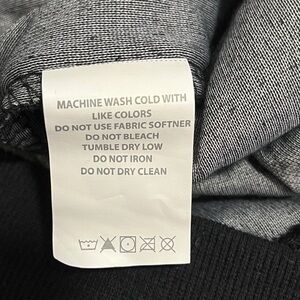 MACHINE WASH COLD WITH
LIKE COLORS
DO NOT USE FABRIC SOFTNER
DO NOT BLEACH
TUMBLE DRY LOW
DO NOT IRON
DO NOT DRY CLEAN